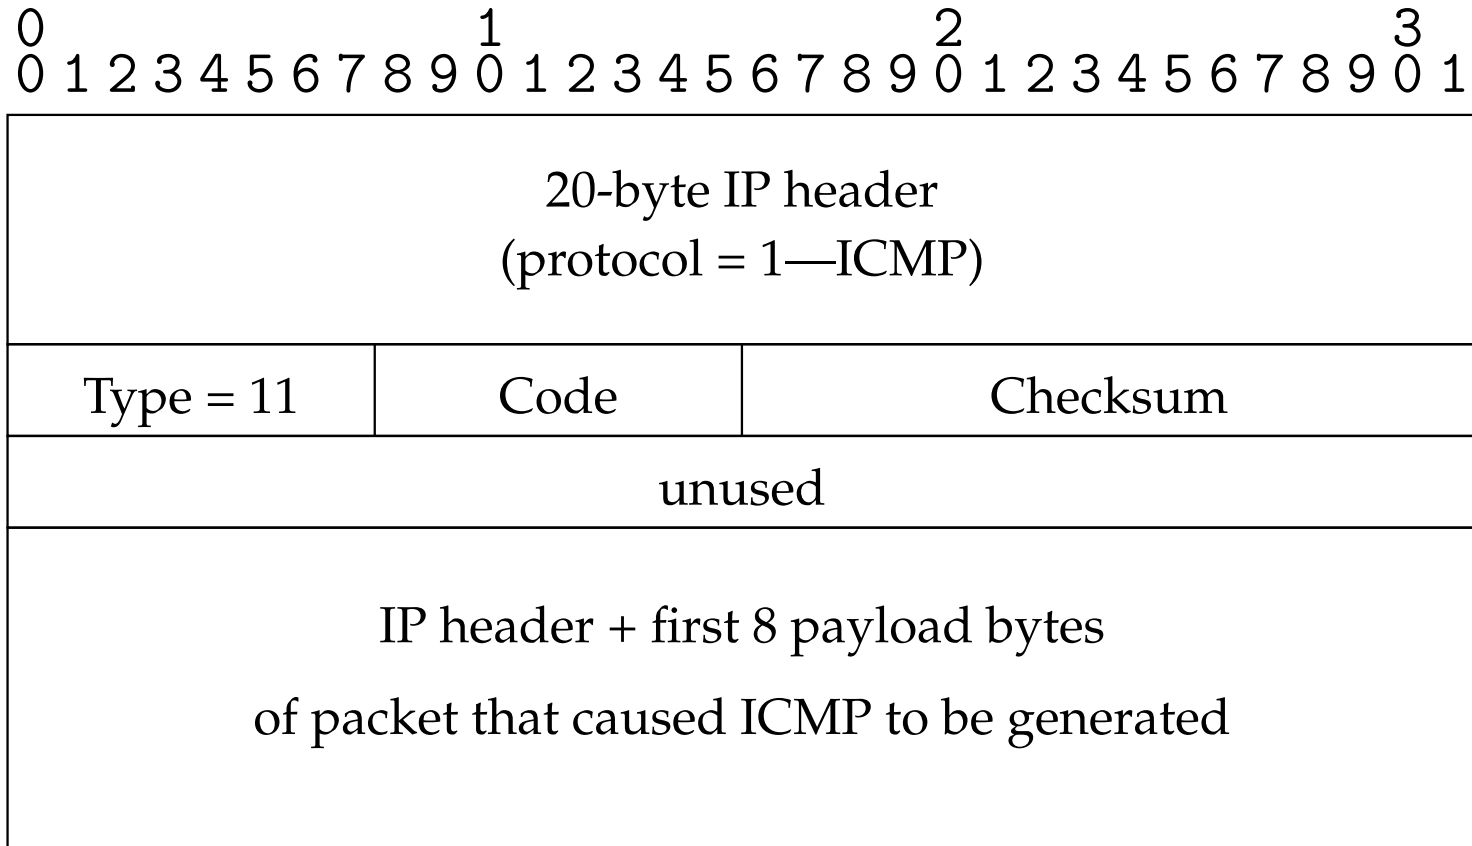 0 1 2 3
0 1 2 3 4 5 6 7 8 9 0 1 2 3 4 5 6 7 8 9 0 1 2 3 4 5 6 7 8 9 0 1
20-byte IP header
(protocol = 1—ICMP)
Type = 11 Code Checksum
unused
IP header + first 8 payload bytes
of packet that caused ICMP to be generated